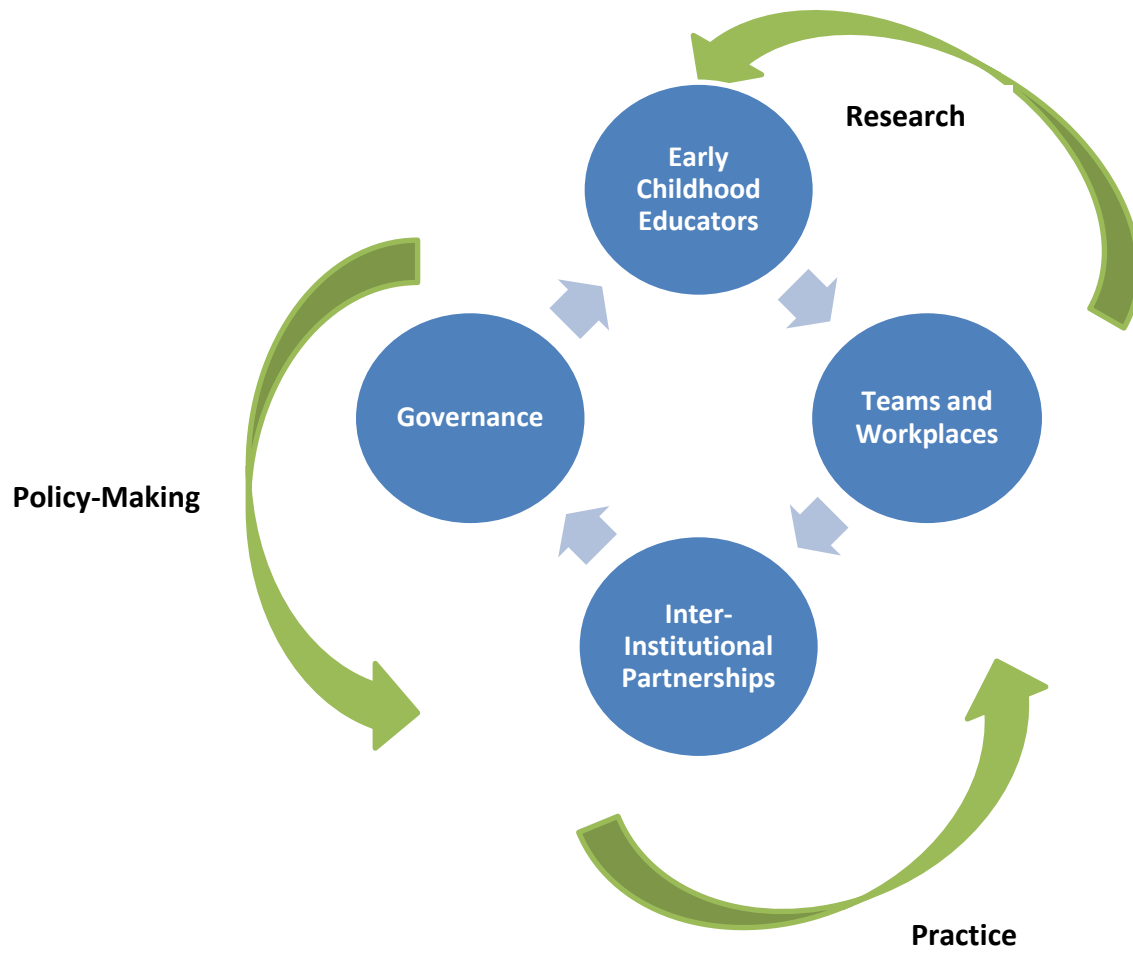 Research
Early
Childhood
Educators
Governance
Teams and
Workplaces
Policy-Making
Inter-
Institutional
Partnerships
Practice